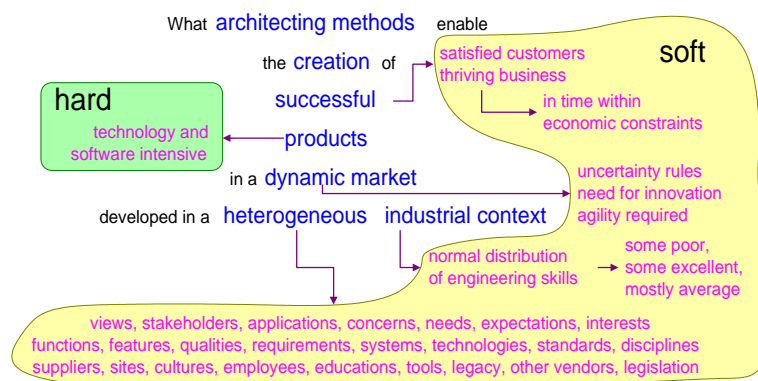 What architecting methods enable
the creation of
successful
products
in a dynamic market
developed in a heterogeneous industrial context
hard
technology and
software intensive
soft
satisfied customers
thriving business
in time within
economic constraints
uncertainty rules
need for innovation
agility required
normal distribution
of engineering skills
some poor,
some excellent,
mostly average
views, stakeholders, applications, concerns, needs, expectations, interests
functions, features, qualities, requirements, systems, technologies, standards, disciplines
suppliers, sites, cultures, employees, educations, tools, legacy, other vendors, legislation